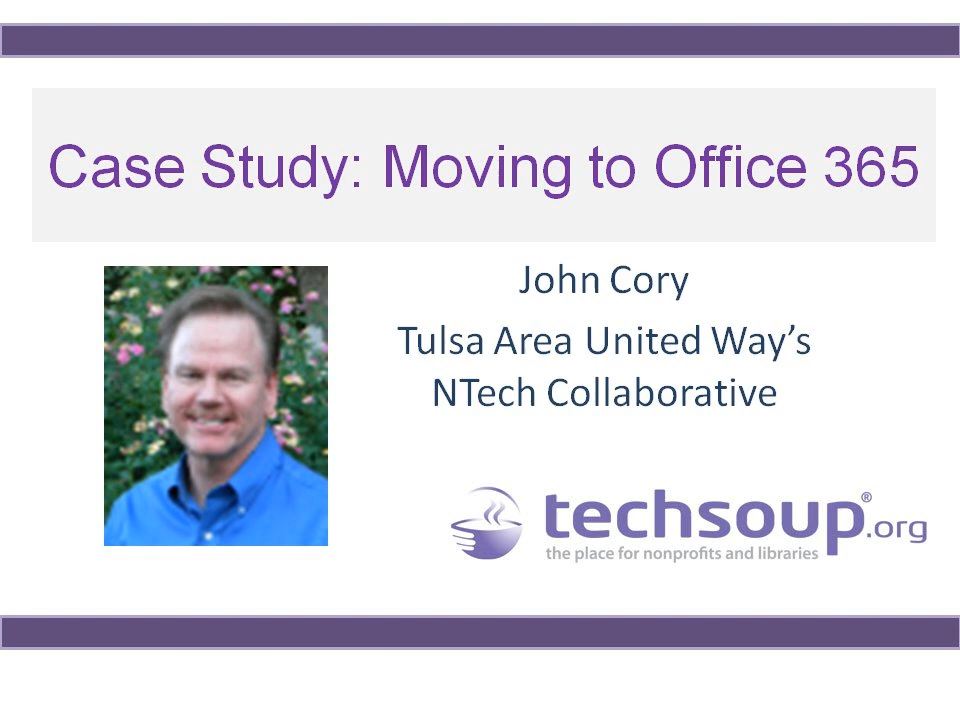 Case Study: Moving to Office 365
John Cory
Tulsa Area United Way’s
NTech Collaborative
techsoup®.org
the place for nonprofits and libraries